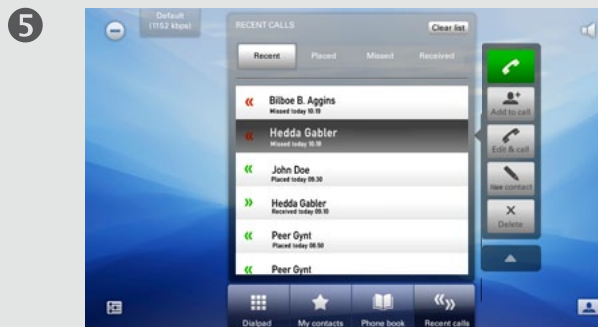 5
Default
(1152 kbps)
RECENT CALLS
Clear list
Recent Placed Missed Received
Bilboe B. Aggins
Missed today 10:19
Hedda Gabler
Missed today 10:18
John Doe
Placed today 09:30
Hedda Gabler
Received today 09:10
Peer Gynt
Placed today 08:50
Peer Gynt
Add to call
Edit & call
New contact
Delete
Dialpad My contacts Phone book Recent calls